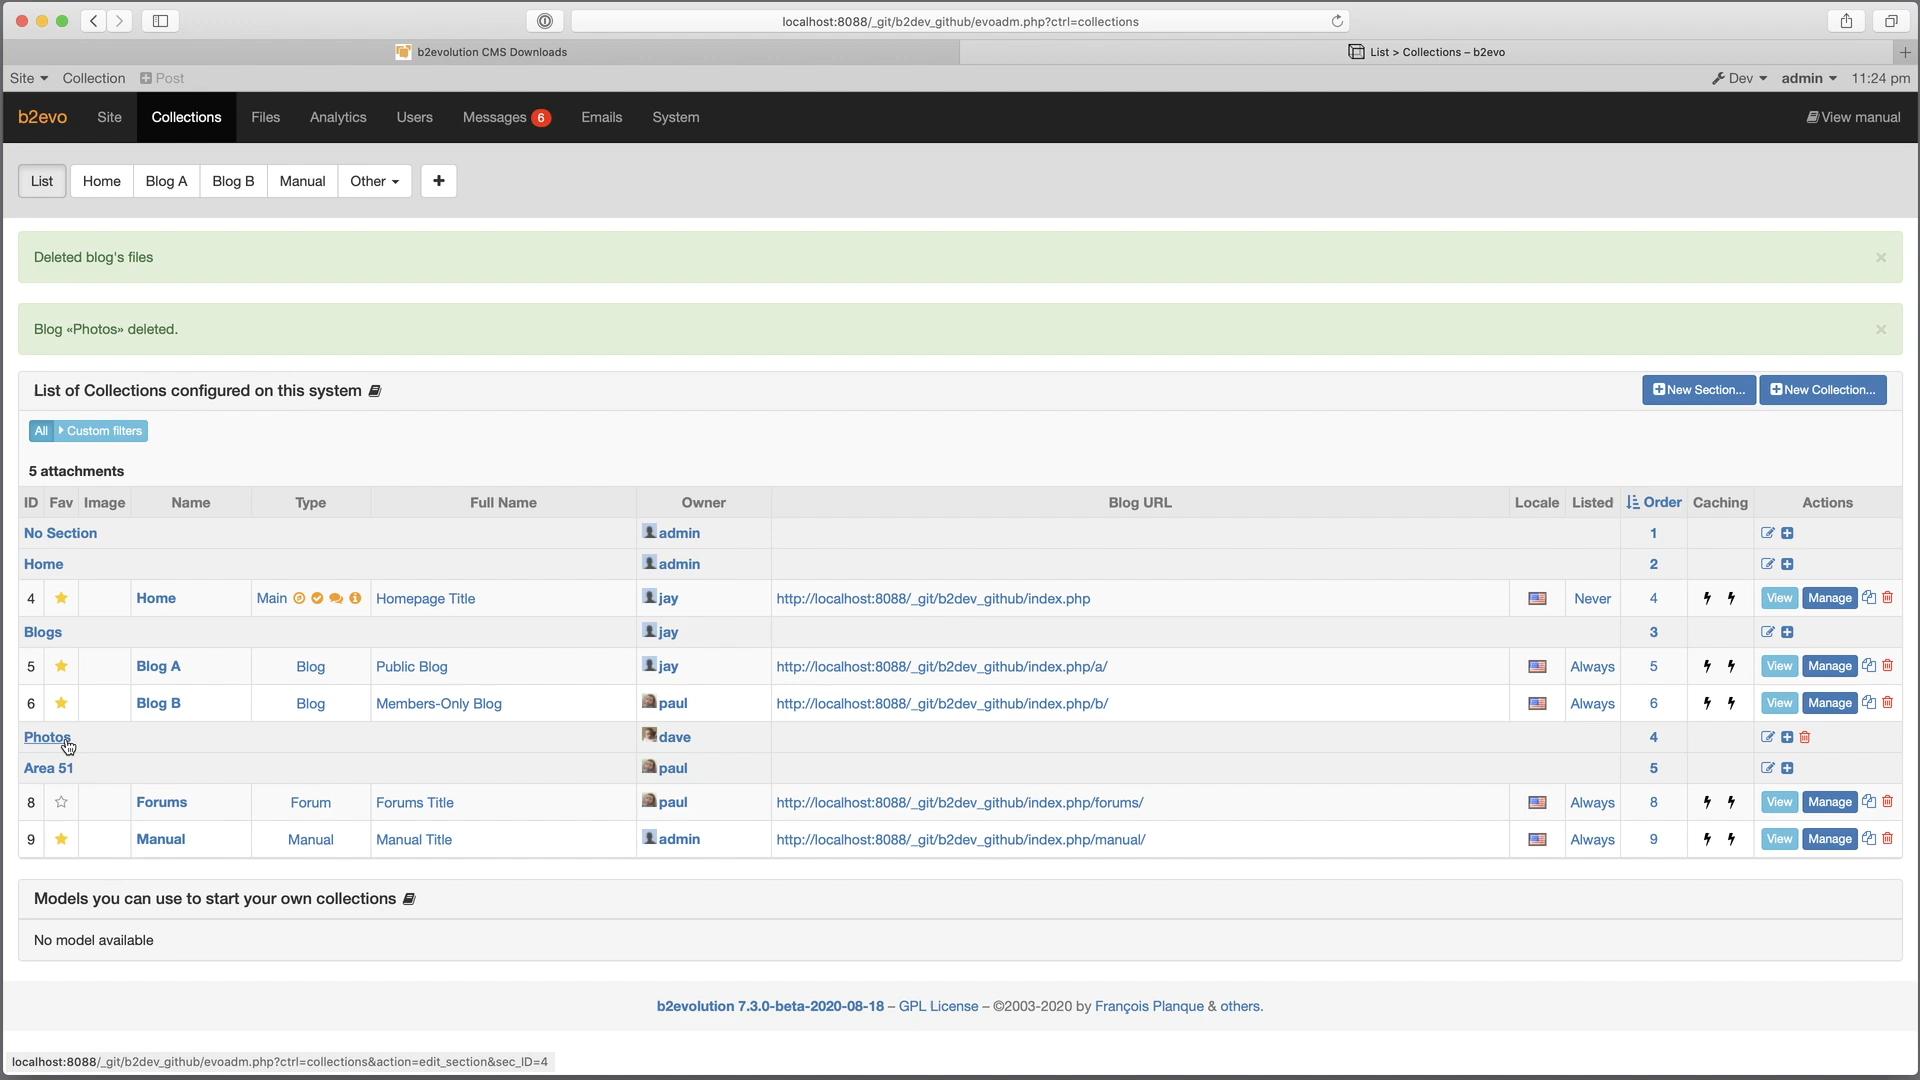 localhost:8088/_git/b2dev_github/evoadm.php?ctrl=collections
b2evolution CMS Downloads
List > Collections – b2evo
Site Collection Post Dev admin 11:24 pm
b2evo Site Collections Files Analytics Users Messages 6 Emails System View manual
List Home Blog A Blog B Manual Other
Deleted blog's files
×
Blog «Photos» deleted.
×
List of Collections configured on this system New Section... New Collection...
All Custom filters
5 attachments
ID Fav Image Name Type Full Name Owner Blog URL Locale Listed Order Caching Actions
No Section admin 1
Home admin 2
4 Home Main Homepage Title jay http://localhost:8088/_git/b2dev_github/index.php Never 4 View Manage
Blogs jay 3
5 Blog A Blog Public Blog jay http://localhost:8088/_git/b2dev_github/index.php/a/ Always 5 View Manage
6 Blog B Blog Members-Only Blog paul http://localhost:8088/_git/b2dev_github/index.php/b/ Always 6 View Manage
Photos dave 4
Area 51 paul 5
8 Forums Forum Forums Title paul http://localhost:8088/_git/b2dev_github/index.php/forums/ Always 8 View Manage
9 Manual Manual Manual Title admin http://localhost:8088/_git/b2dev_github/index.php/manual/ Always 9 View Manage
Models you can use to start your own collections
No model available
b2evolution 7.3.0-beta-2020-08-18 – GPL License – ©2003-2020 by François Planque & others.
localhost:8088/_git/b2dev_github/evoadm.php?ctrl=collections&action=edit_section&sec_ID=4